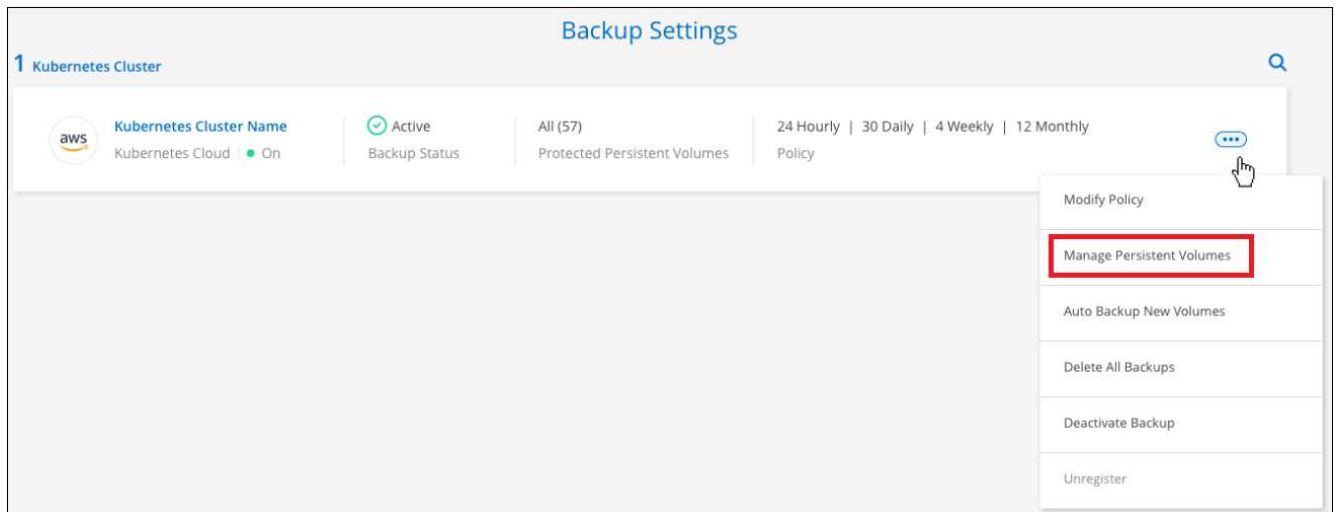 Backup Settings
1 Kubernetes Cluster
aws
Kubernetes Cluster Name
Kubernetes Cloud | On
Active
Backup Status
All (57)
Protected Persistent Volumes
24 Hourly | 30 Daily | 4 Weekly | 12 Monthly
Policy
Modify Policy
Manage Persistent Volumes
Auto Backup New Volumes
Delete All Backups
Deactivate Backup
Unregister